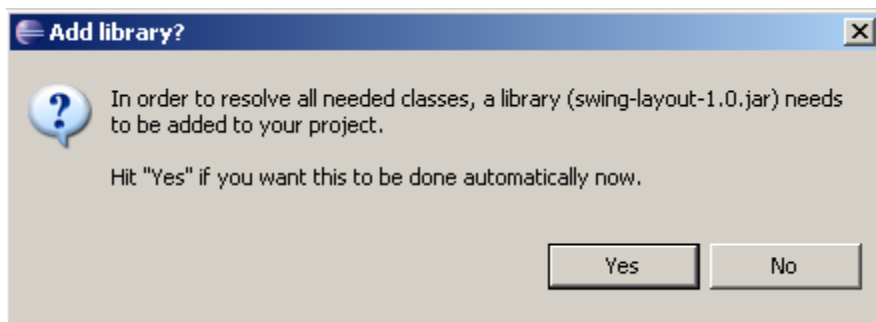 Add library?
In order to resolve all needed classes, a library (swing-layout-1.0.jar) needs
to be added to your project.
Hit "Yes" if you want this to be done automatically now.
Yes
No